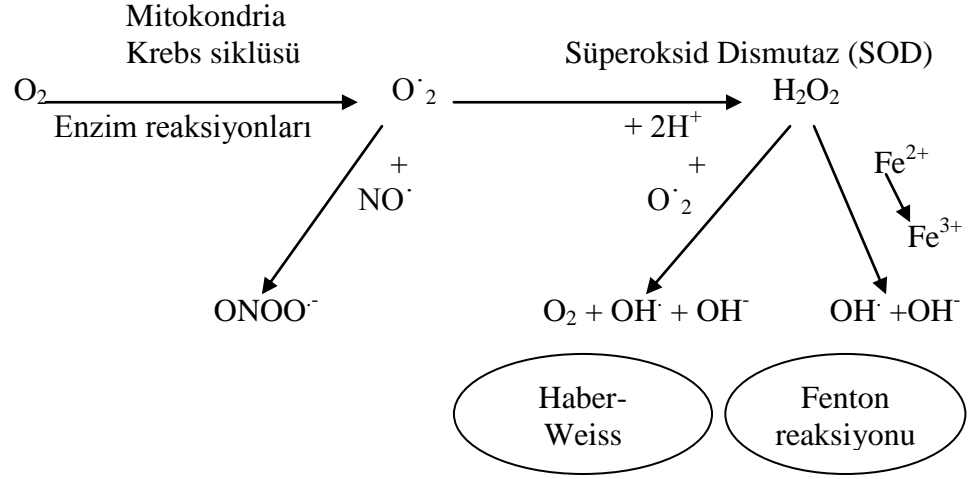 Mitokondria
Krebs siklüsü
Süperoksid Dismutaz (SOD)
O₂
O˙₂
H₂O₂
Enzim reaksiyonları
+ 2H⁺
+
NO˙
+
O˙₂
Fe²⁺
Fe³⁺
ONOO˙⁻
O₂ + OH˙ + OH⁻
OH˙ +OH⁻
Haber-
Weiss
Fenton
reaksiyonu